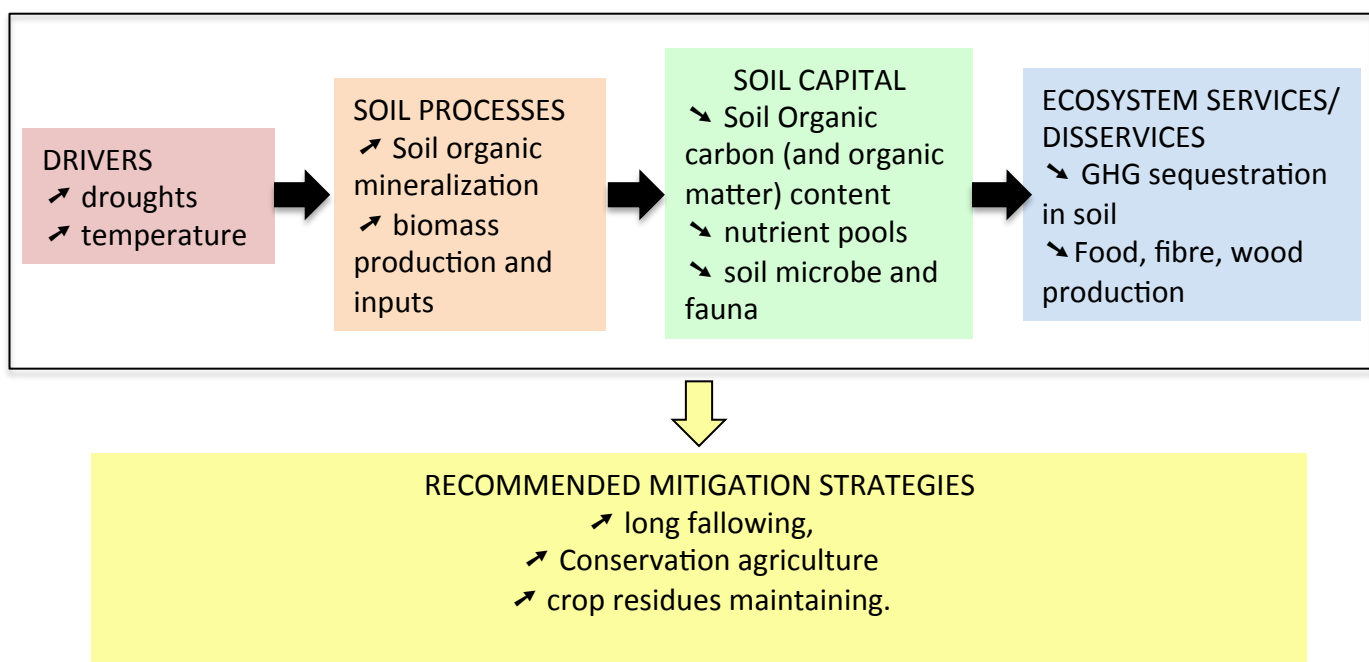 DRIVERS
➚ droughts
➚ temperature
SOIL PROCESSES
➚ Soil organic
mineralization
➚ biomass
production and
inputs
SOIL CAPITAL
➘ Soil Organic
carbon (and organic
matter) content
➘ nutrient pools
➘ soil microbe and
fauna
ECOSYSTEM SERVICES/
DISSERVICES
➘ GHG sequestration
in soil
➘Food, fibre, wood
production
RECOMMENDED MITIGATION STRATEGIES
➚ long fallowing,
➚ Conservation agriculture
➚ crop residues maintaining.